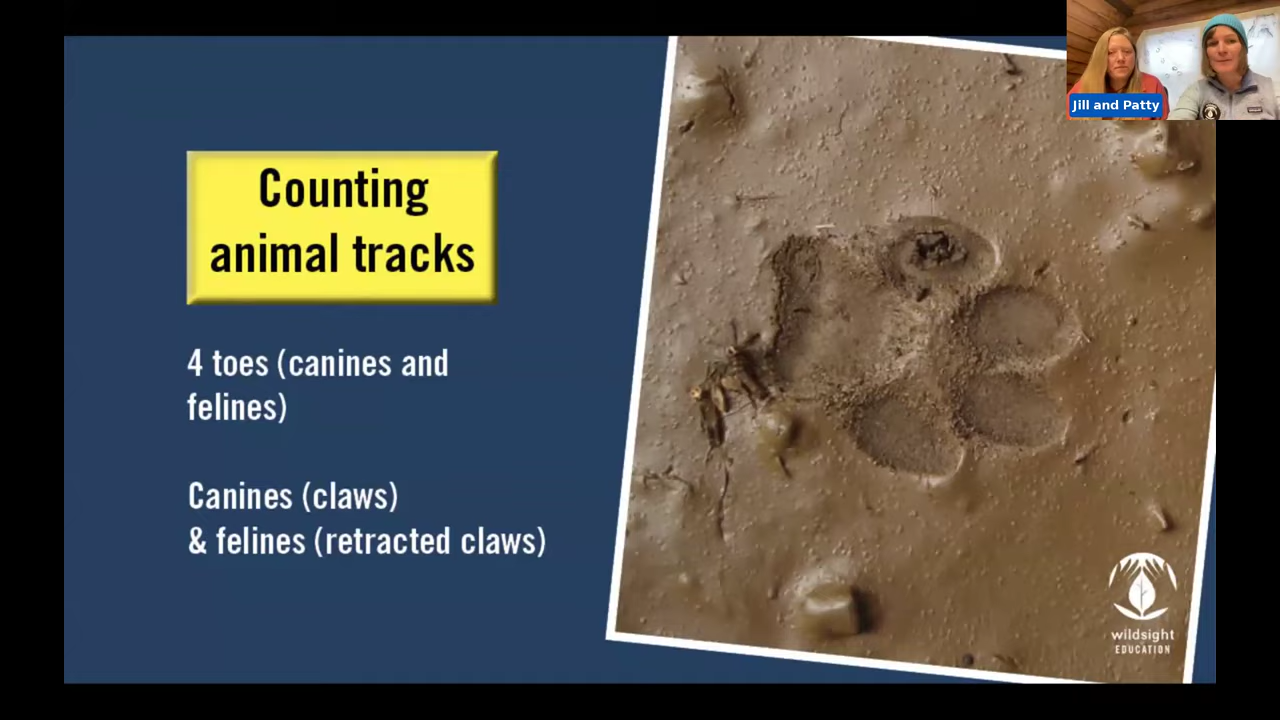 Jill and Patty
Counting
animal tracks
4 toes (canines and
felines)
Canines (claws)
& felines (retracted claws)
wildsight
EDUCATION